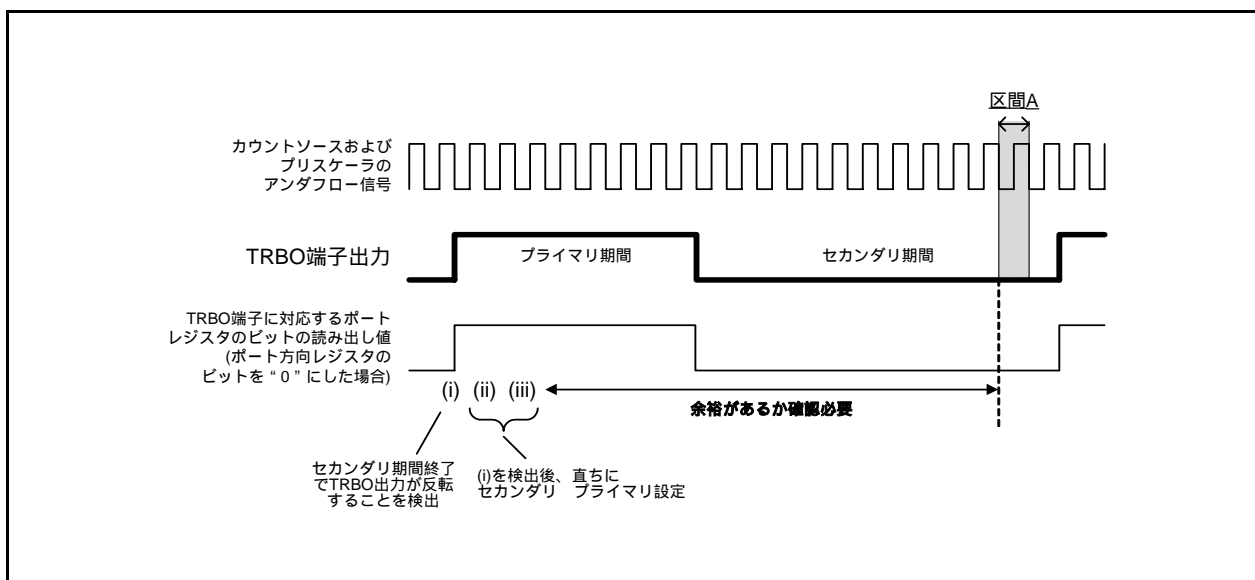 区間A
カウントソースおよび
プリスケーラの
アンダフロー信号
TRBO端子出力
プライマリ期間
セカンダリ期間
TRBO端子に対応するポート
レジスタのビットの読み出し値
(ポート方向レジスタの
ビットを“0”にした場合)
(i) (ii) (iii)
余裕があるか確認必要
セカンダリ期間終了
でTRBO出力が反転
することを検出
(i)を検出後、直ちに
セカンダリ プライマリ設定